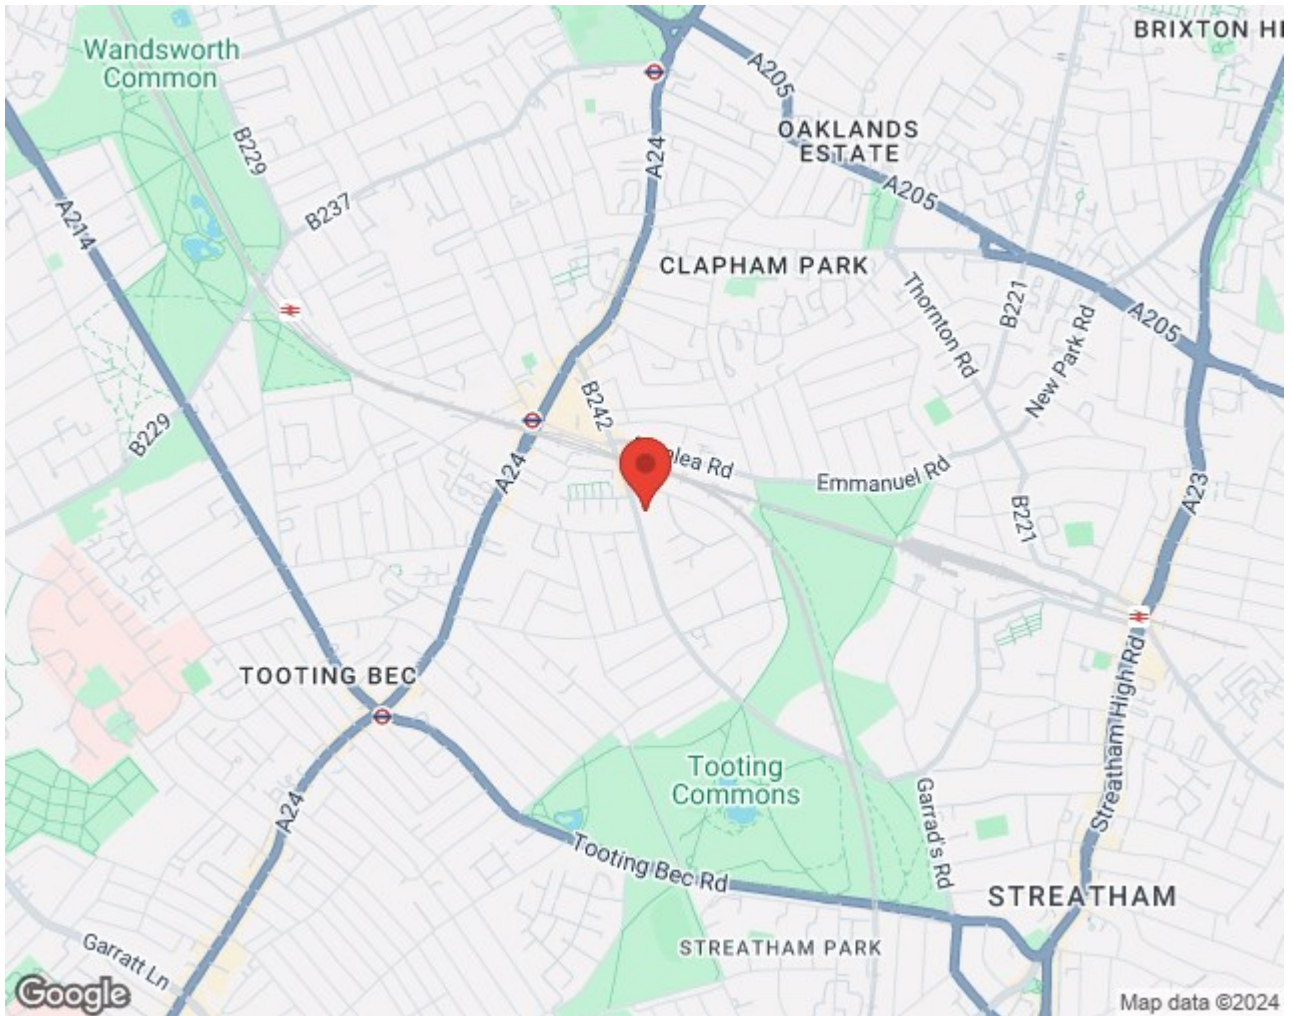 BRIXTON HI
Wandsworth
Common
A205
A24
B229
OAKLANDS
ESTATE
A205
B237
A214
CLAPHAM PARK
Thornton Rd
B221
New Park Rd
A205
B242
B229
A24
lea Rd
Emmanuel Rd
A23
B221
TOOTING BEC
Streatham High Rd
Tooting
Commons
A24
Garrad's Rd
Tooting Bec Rd
STREATHAM
Garratt Ln
STREATHAM PARK
Google
Map data ©2024